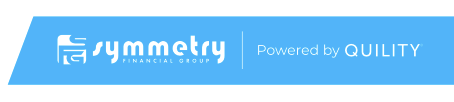 symmetry
FINANCIAL GROUP
Powered by QUILITY